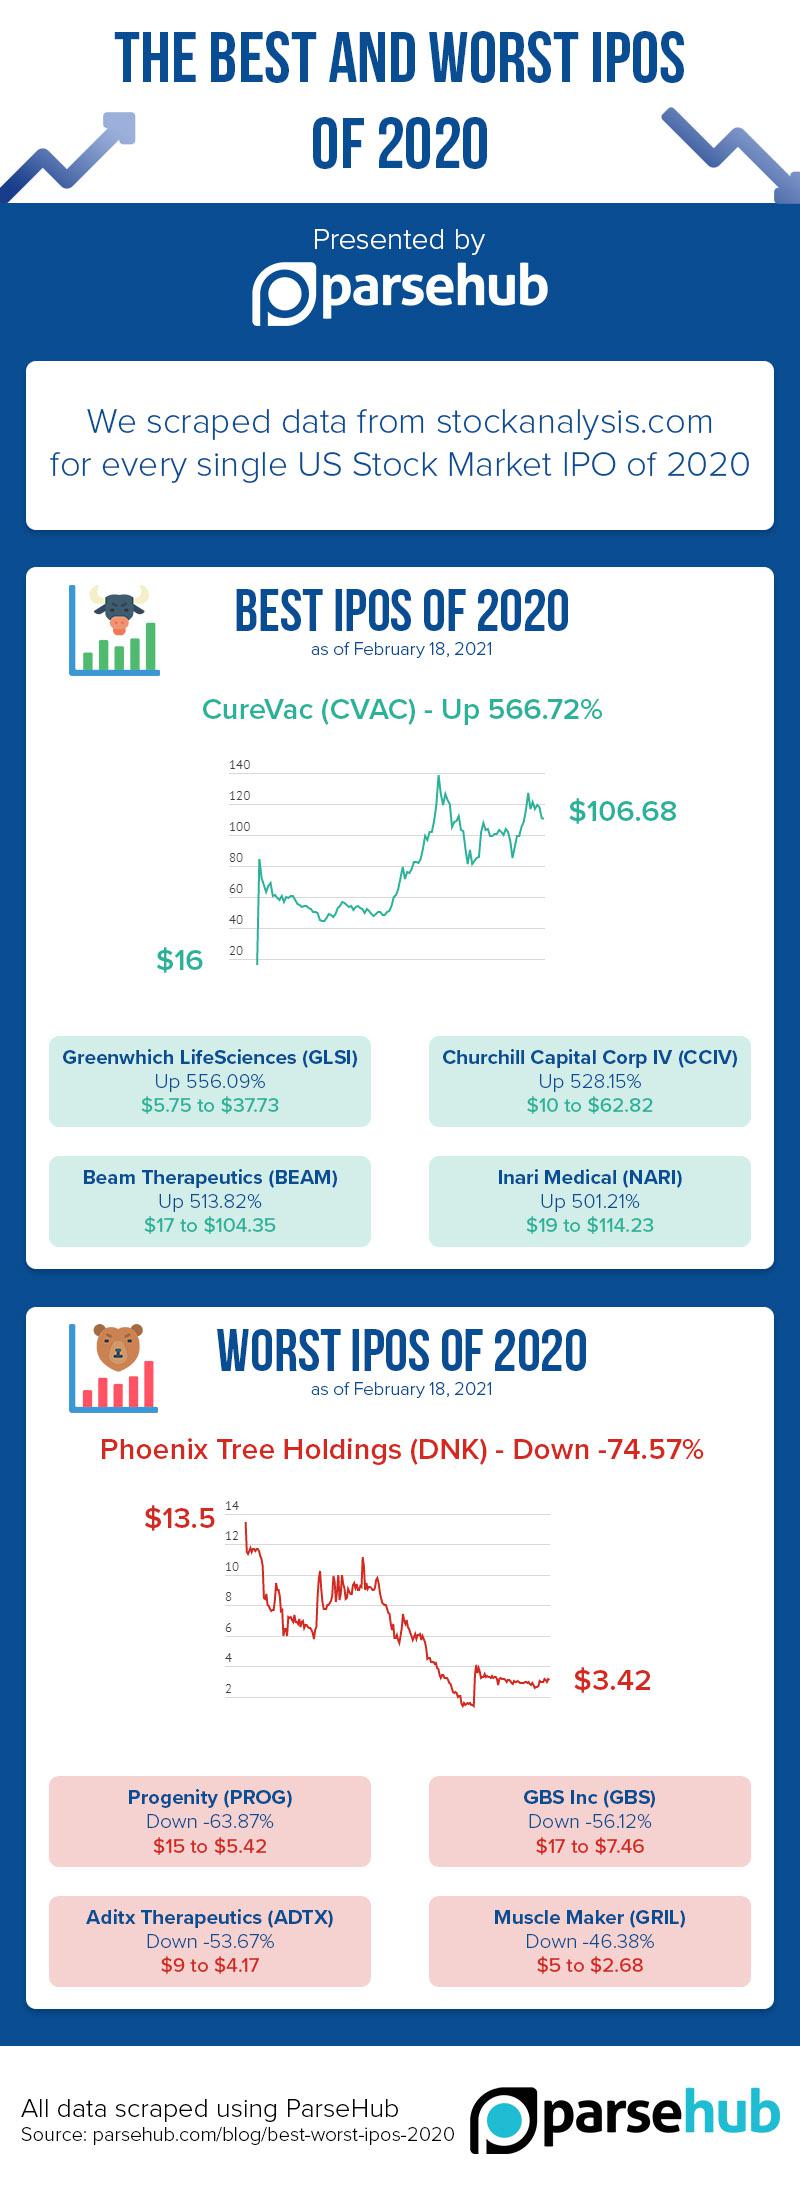 THE BEST AND WORST IPOS
OF 2020
Presented by
parsehub
We scraped data from stockanalysis.com
for every single US Stock Market IPO of 2020
BEST IPOS OF 2020
as of February 18, 2021
CureVac (CVAC) - Up 566.72%
140
120
100
80
60
40
20
$106.68
$16
Greenwhich LifeSciences (GLSI)
Up 556.09%
$5.75 to $37.73
Churchill Capital Corp IV (CCIV)
Up 528.15%
$10 to $62.82
Beam Therapeutics (BEAM)
Up 513.82%
$17 to $104.35
Inari Medical (NARI)
Up 501.21%
$19 to $114.23
WORST IPOS OF 2020
as of February 18, 2021
Phoenix Tree Holdings (DNK) - Down -74.57%
$13.5
14
12
10
8
6
4
2
$3.42
Progenity (PROG)
Down -63.87%
$15 to $5.42
GBS Inc (GBS)
Down -56.12%
$17 to $7.46
Aditx Therapeutics (ADTX)
Down -53.67%
$9 to $4.17
Muscle Maker (GRIL)
Down -46.38%
$5 to $2.68
All data scraped using ParseHub
Source: parsehub.com/blog/best-worst-ipos-2020
parsehub